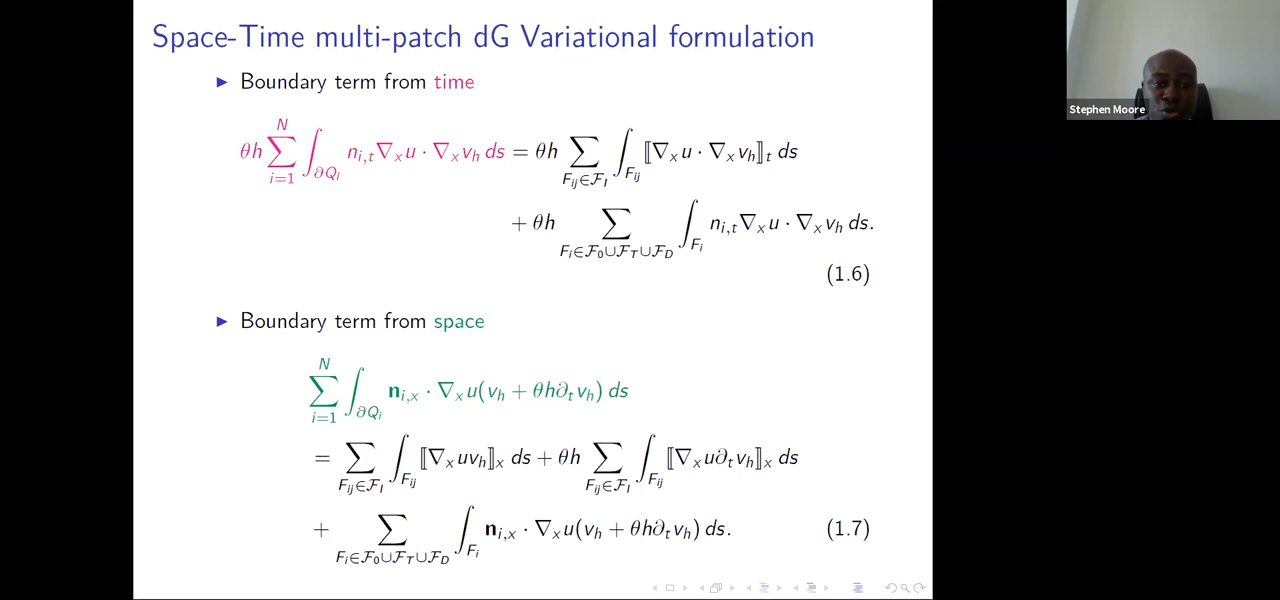 Space-Time multi-patch dG Variational formulation
▶ Boundary term from time
θh ∑_{i=1}^{N} ∫_{∂Q_i} n_{i,t}∇_x u · ∇_x v_h ds = θh ∑_{F_{ij}∈ℱ_I} ∫_{F_{ij}} ⟦∇_x u · ∇_x v_h⟧_t ds
+ θh ∑_{F_i∈ℱ_0∪ℱ_T∪ℱ_D} ∫_{F_i} n_{i,t}∇_x u · ∇_x v_h ds.
(1.6)
▶ Boundary term from space
∑_{i=1}^{N} ∫_{∂Q_i} 𝐧_{i,x} · ∇_x u(v_h + θh∂_t v_h) ds
= ∑_{F_{ij}∈ℱ_I} ∫_{F_{ij}} ⟦∇_x uv_h⟧_x ds + θh ∑_{F_{ij}∈ℱ_I} ∫_{F_{ij}} ⟦∇_x u∂_t v_h⟧_x ds
+ ∑_{F_i∈ℱ_0∪ℱ_T∪ℱ_D} ∫_{F_i} 𝐧_{i,x} · ∇_x u(v_h + θh∂_t v_h) ds. (1.7)
Stephen Moore